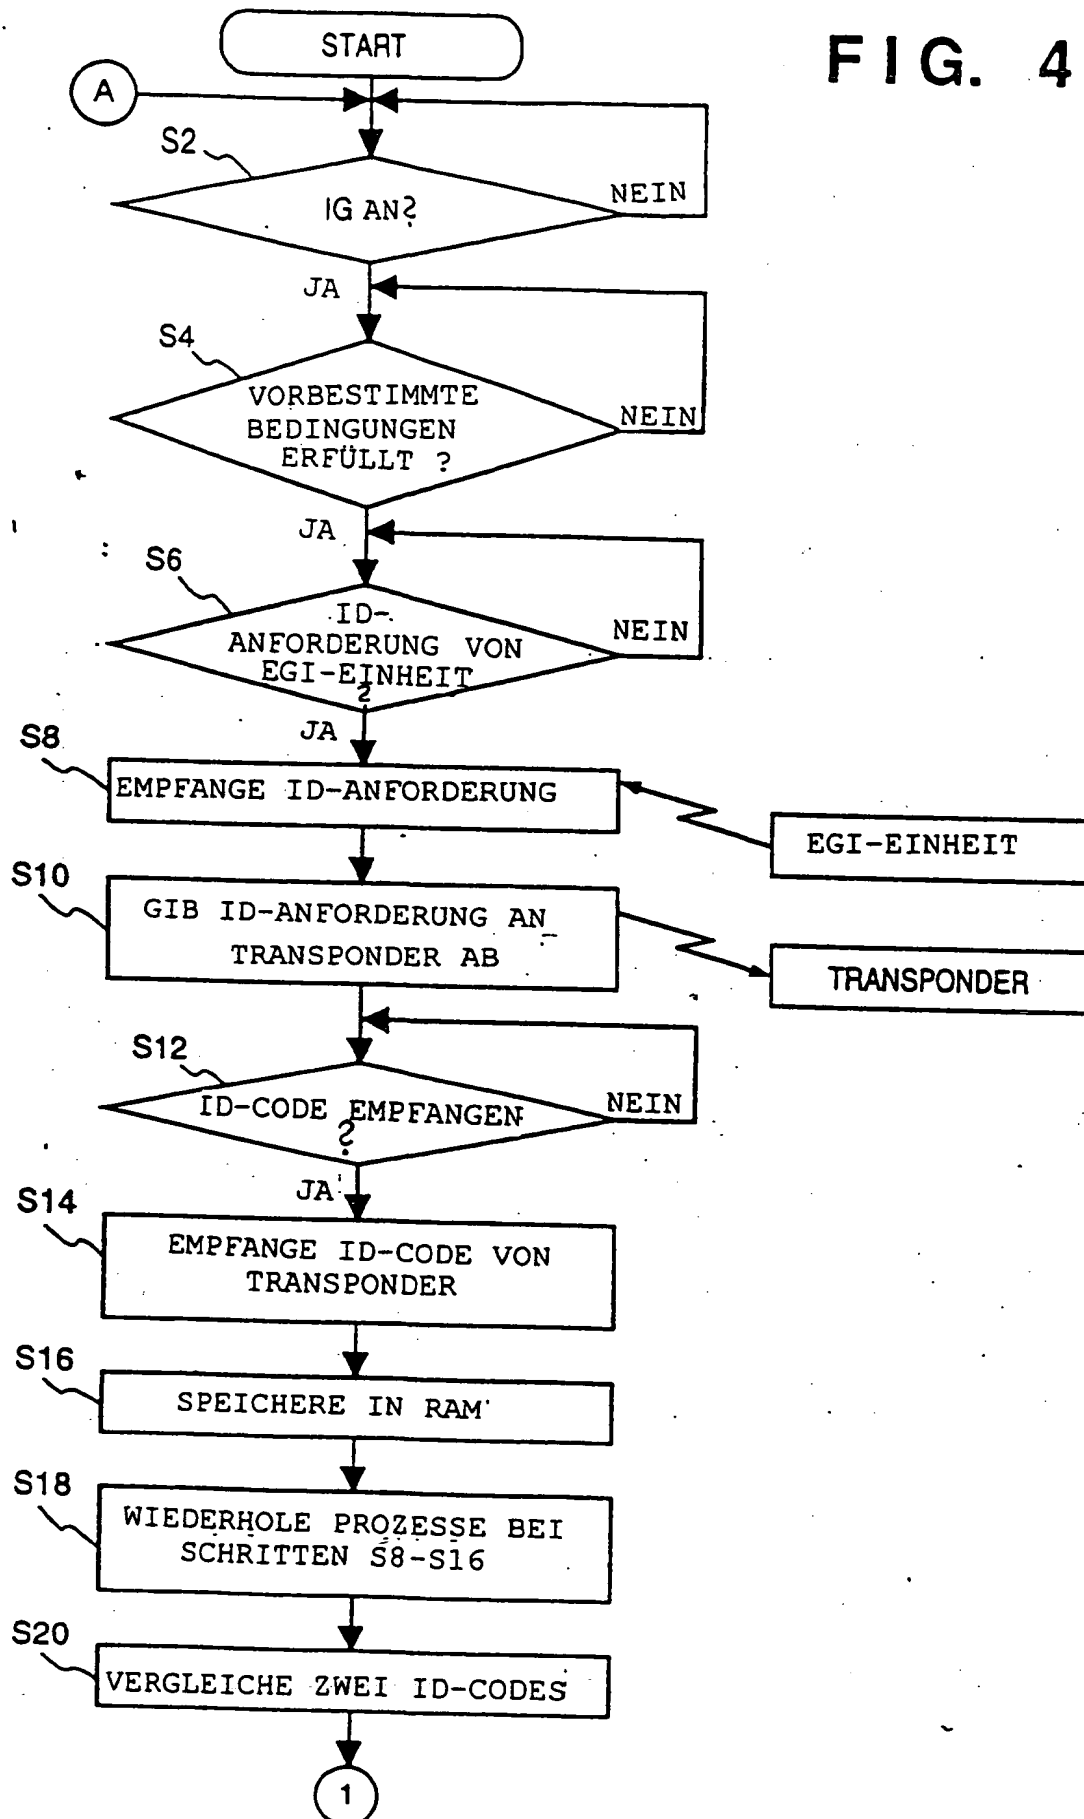 START
FIG. 4
A
S2
IG AN?
NEIN
JA
S4
VORBESTIMMTE
BEDINGUNGEN
ERFÜLLT ?
NEIN
JA
S6
ID-
ANFORDERUNG VON
EGI-EINHEIT
?
NEIN
JA
S8
EMPFANGE ID-ANFORDERUNG
EGI-EINHEIT
S10
GIB ID-ANFORDERUNG AN
TRANSPONDER AB
TRANSPONDER
S12
ID-CODE EMPFANGEN
?
NEIN
JA
S14
EMPFANGE ID-CODE VON
TRANSPONDER
S16
SPEICHERE IN RAM
S18
WIEDERHOLE PROZESSE BEI
SCHRITTEN S8-S16
S20
VERGLEICHE ZWEI ID-CODES
1